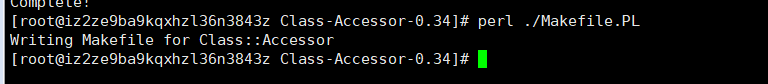 Complete!
[root@iz2ze9ba9kqxhzl36n3843z Class-Accessor-0.34]# perl ./Makefile.PL
Writing Makefile for Class::Accessor
[root@iz2ze9ba9kqxhzl36n3843z Class-Accessor-0.34]#